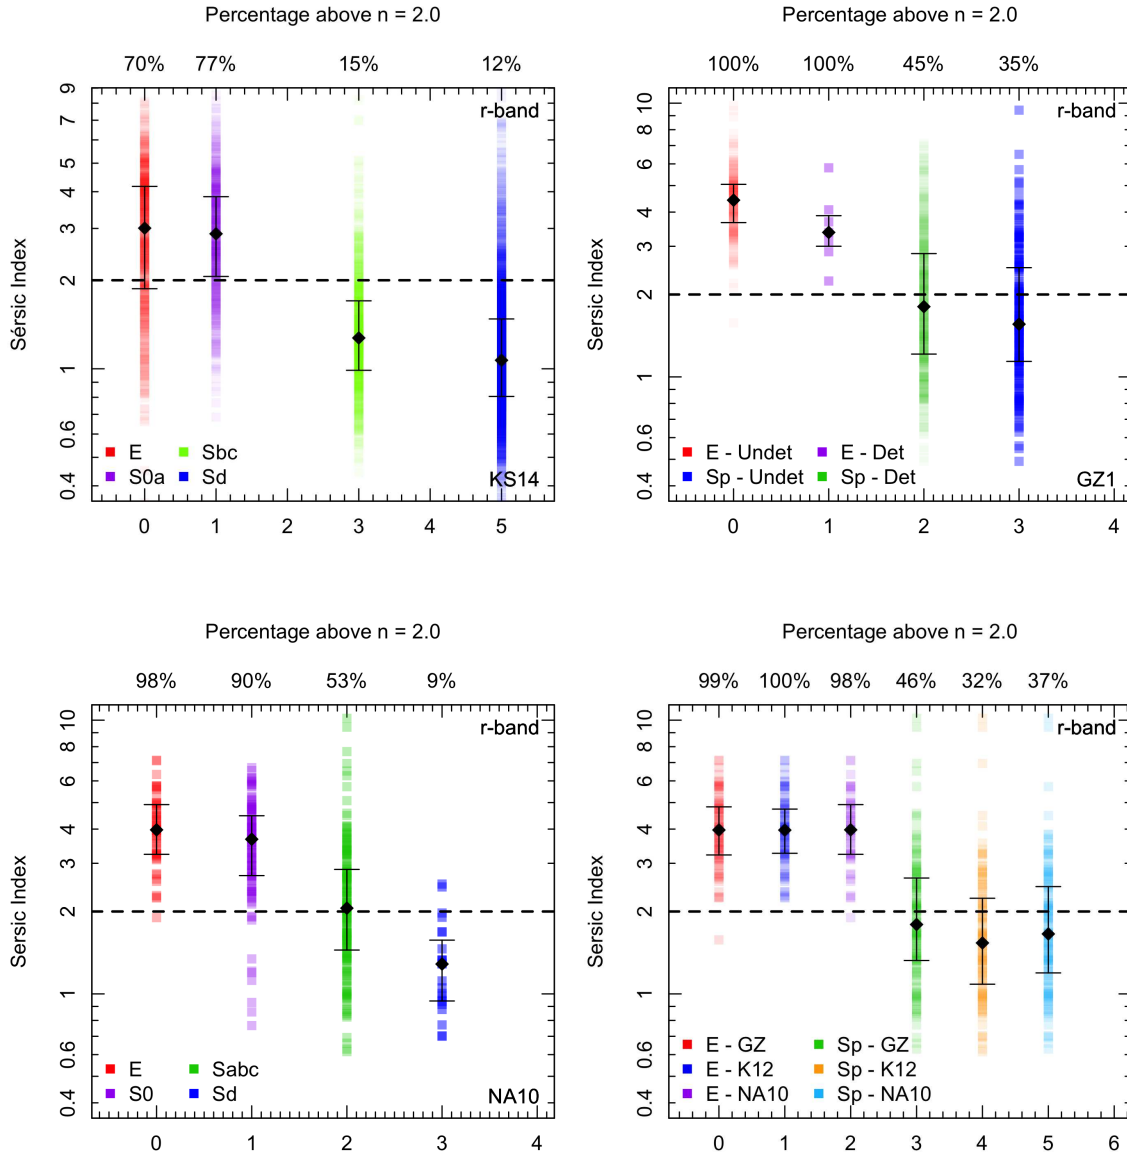 Percentage above n = 2.0
70% 77% 15% 12%
r-band
Sérsic Index
9
7
5
4
3
2
1
0.6
0.4
E Sbc
S0a Sd
KS14
0 1 2 3 4 5
Percentage above n = 2.0
100% 100% 45% 35%
r-band
Sersic Index
10
8
6
4
3
2
1
0.6
0.4
E - Undet E - Det
Sp - Undet Sp - Det
GZ1
0 1 2 3 4
Percentage above n = 2.0
98% 90% 53% 9%
r-band
Sersic Index
10
8
6
4
3
2
1
0.6
0.4
E Sabc
S0 Sd
NA10
0 1 2 3 4
Percentage above n = 2.0
99% 100% 98% 46% 32% 37%
r-band
Sersic Index
10
8
6
4
3
2
1
0.6
0.4
E - GZ Sp - GZ
E - K12 Sp - K12
E - NA10 Sp - NA10
0 1 2 3 4 5 6